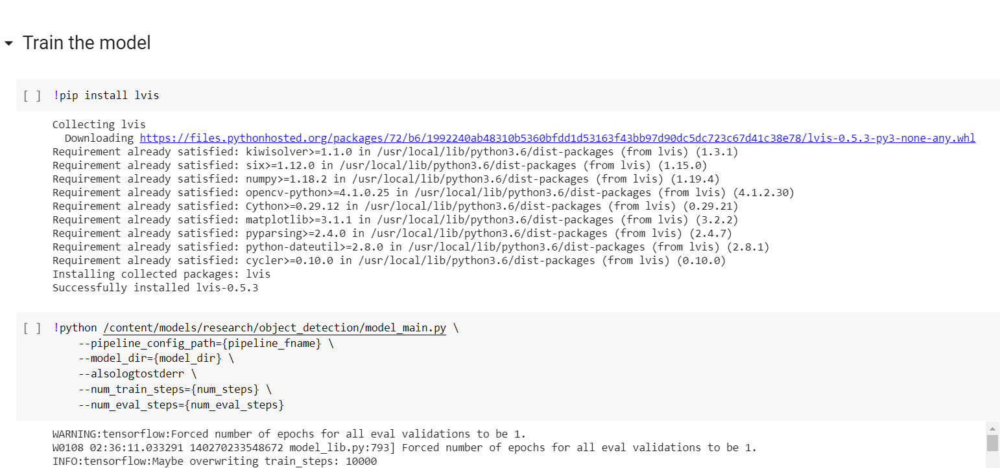 Train the model
[ ] !pip install lvis
Collecting lvis
Downloading https://files.pythonhosted.org/packages/72/b6/1992240ab48310b5360bfdd1d53163f43bb97d90dc5dc723c67d41c38e78/lvis-0.5.3-py3-none-any.whl
Requirement already satisfied: kiwisolver>=1.1.0 in /usr/local/lib/python3.6/dist-packages (from lvis) (1.3.1)
Requirement already satisfied: six>=1.12.0 in /usr/local/lib/python3.6/dist-packages (from lvis) (1.15.0)
Requirement already satisfied: numpy>=1.18.2 in /usr/local/lib/python3.6/dist-packages (from lvis) (1.19.4)
Requirement already satisfied: opencv-python>=4.1.0.25 in /usr/local/lib/python3.6/dist-packages (from lvis) (4.1.2.30)
Requirement already satisfied: Cython>=0.29.12 in /usr/local/lib/python3.6/dist-packages (from lvis) (0.29.21)
Requirement already satisfied: matplotlib>=3.1.1 in /usr/local/lib/python3.6/dist-packages (from lvis) (3.2.2)
Requirement already satisfied: pyparsing>=2.4.0 in /usr/local/lib/python3.6/dist-packages (from lvis) (2.4.7)
Requirement already satisfied: python-dateutil>=2.8.0 in /usr/local/lib/python3.6/dist-packages (from lvis) (2.8.1)
Requirement already satisfied: cycler>=0.10.0 in /usr/local/lib/python3.6/dist-packages (from lvis) (0.10.0)
Installing collected packages: lvis
Successfully installed lvis-0.5.3
[ ] !python /content/models/research/object_detection/model_main.py \
--pipeline_config_path={pipeline_fname} \
--model_dir={model_dir} \
--alsologtostderr \
--num_train_steps={num_steps} \
--num_eval_steps={num_eval_steps}
WARNING:tensorflow:Forced number of epochs for all eval validations to be 1.
W0108 02:36:11.033291 140270233548672 model_lib.py:793] Forced number of epochs for all eval validations to be 1.
INFO:tensorflow:Maybe overwriting train_steps: 10000